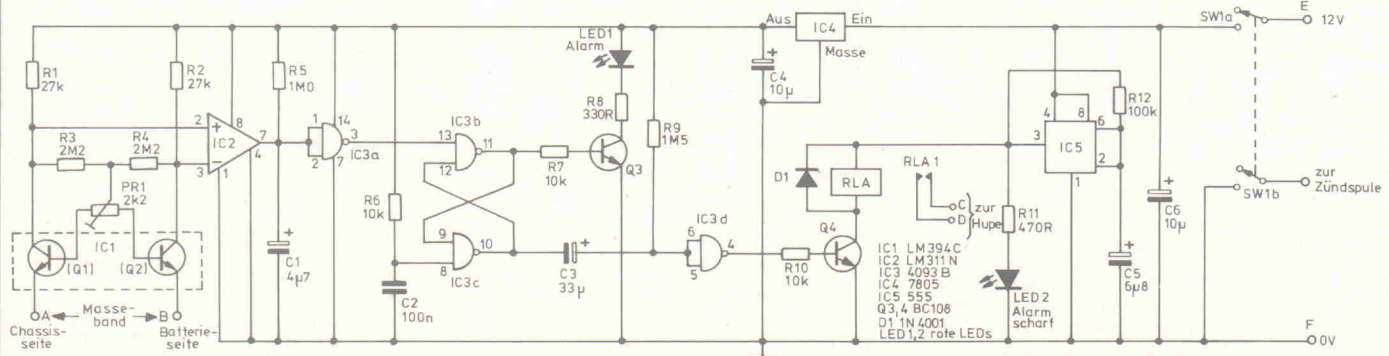 R1
27k
R2
27k
R5
1M0
R3
2M2
R4
2M2
PR1
2k2
IC1
(Q1)
(Q2)
A
Masse-
band
B
Chassis-
seite
Batterie-
seite
2
+
IC2
8
7
4
−
3
1
C1
4µ7
+
1
2
14
3
7
IC3a
R6
10k
C2
100n
IC3b
13
12
11
9
8
10
IC3c
R7
10k
LED1
Alarm
R8
330R
Q3
R9
1M5
C3
33µ
+
IC3d
6
5
4
Aus
IC4
Ein
Masse
C4
10µ
+
R10
10k
Q4
D1
RLA
RLA 1
C
D
zur
Hupe
IC1 LM394C
IC2 LM311N
IC3 4093B
IC4 7805
IC5 555
Q3,4 BC108
D1 1N4001
LED1,2 rote LEDs
R11
470R
LED2
Alarm
scharf
3
4
8
6
2
1
IC5
R12
100k
C5
6µ8
+
C6
10µ
+
SW1a
E
12V
SW1b
zur
Zündspule
F
0V